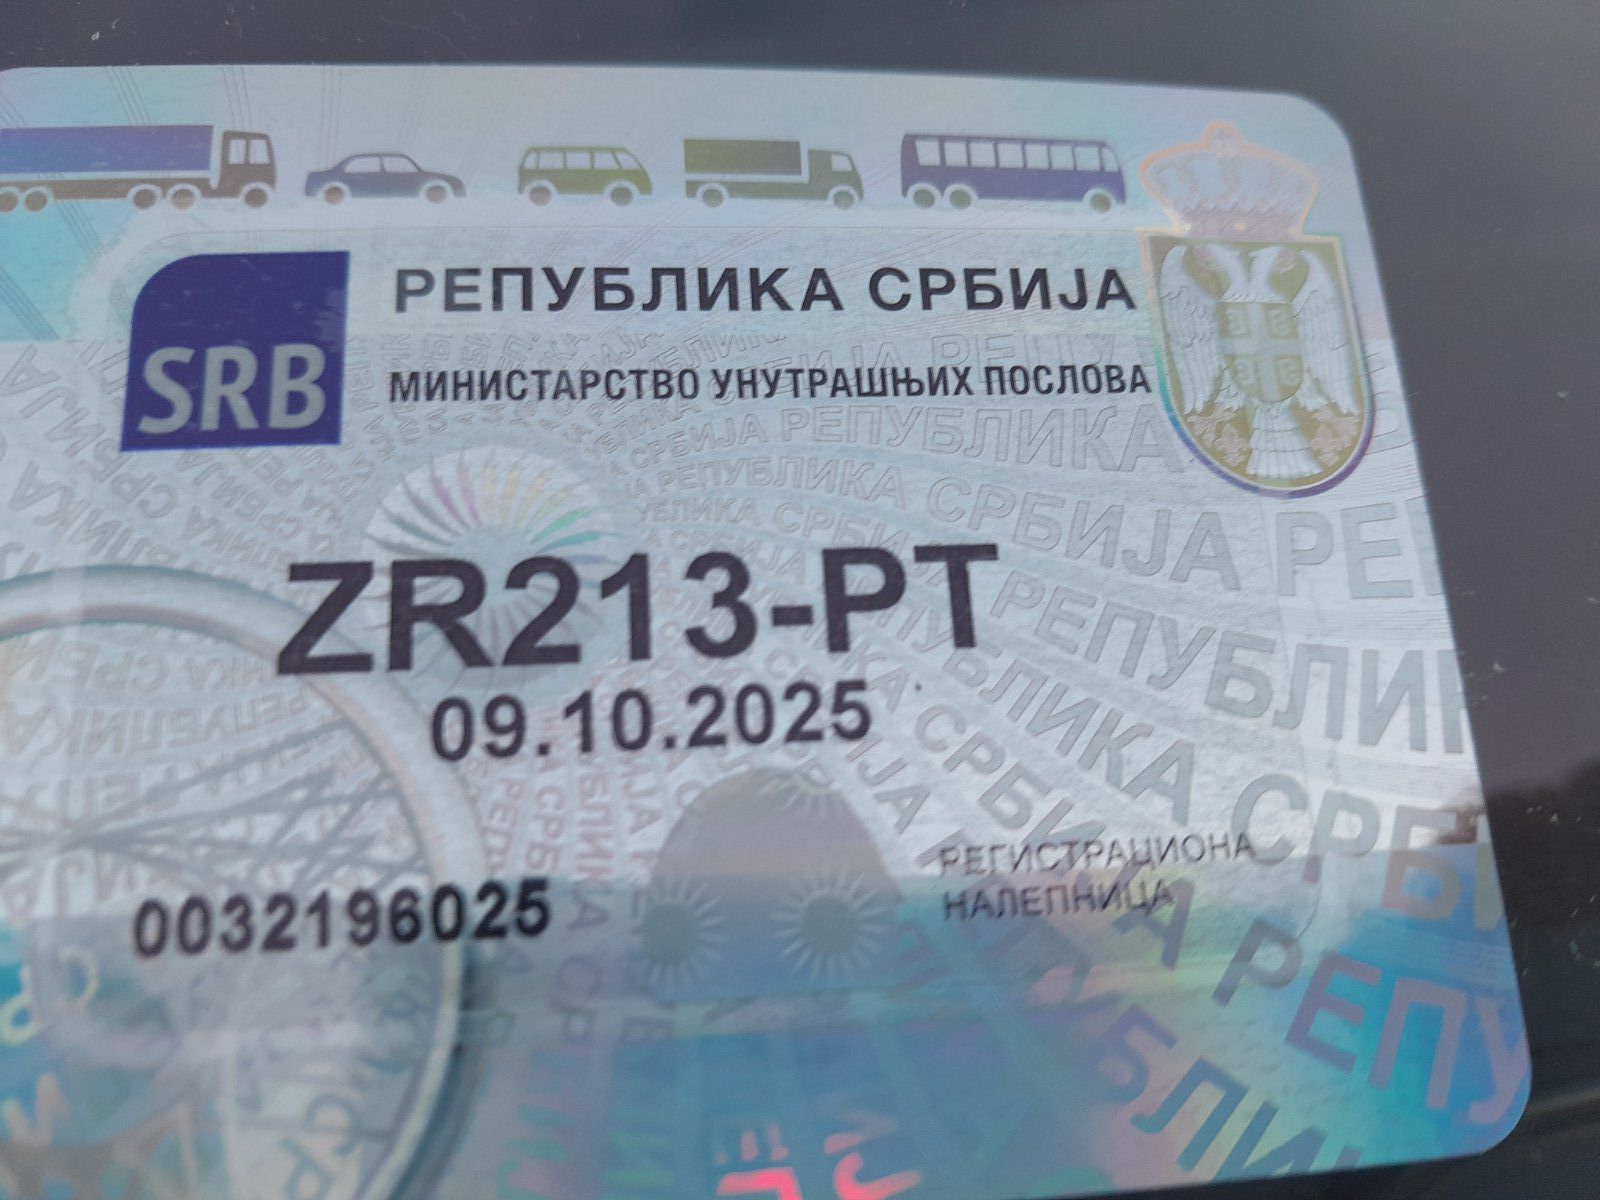 РЕПУБЛИКА СРБИЈА
SRB
МИНИСТАРСТВО УНУТРАШЊИХ ПОСЛОВА
ZR213-PT
09.10.2025
РЕГИСТРАЦИОНА
НАЛЕПНИЦА
0032196025